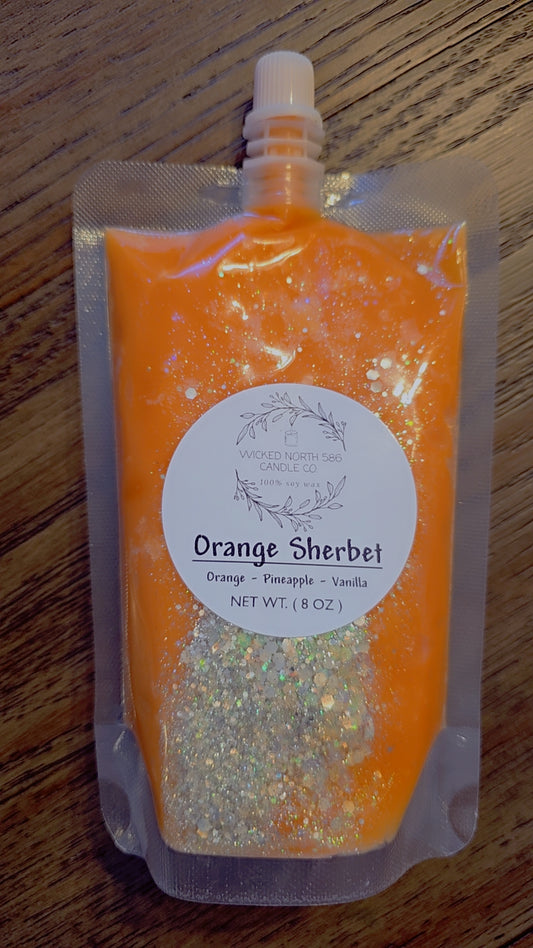 WICKED NORTH 586
CANDLE CO.
100% soy wax
Orange Sherbet
Orange - Pineapple - Vanilla
NET WT. ( 8 OZ )